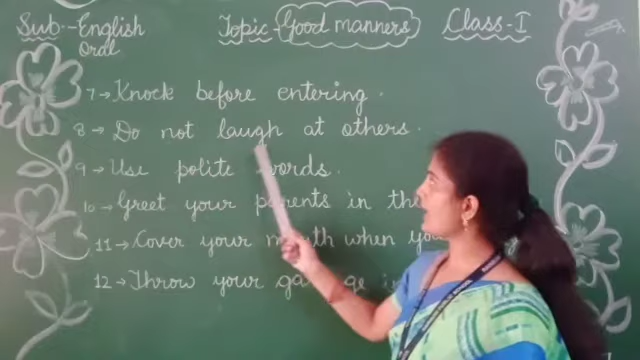 Sub:- English Topic - Good manners Class - I
Oral
7 → Knock before entering.
8 → Do not laugh at others.
9 → Use polite words.
10 → Greet your parents in the
11 → Cover your mouth when you
12 → Throw your